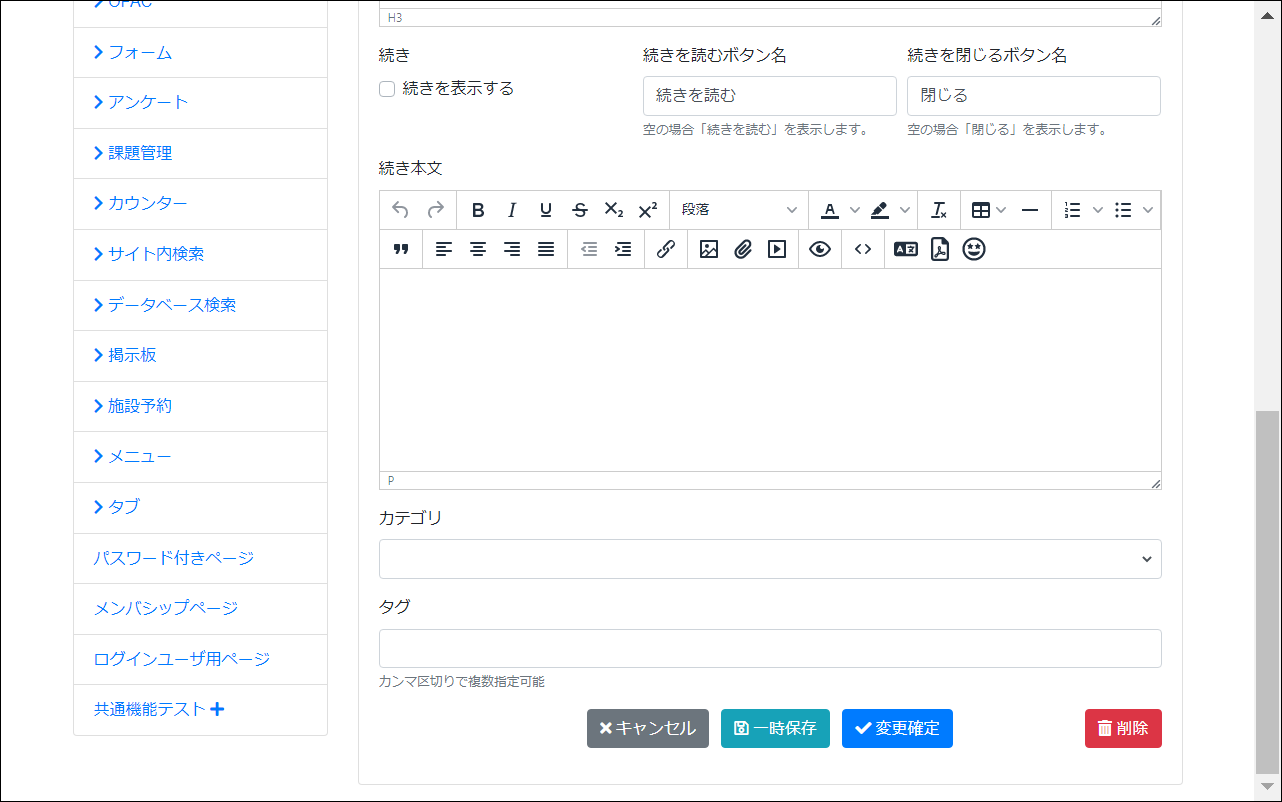 OPAC
フォーム
アンケート
課題管理
カウンター
サイト内検索
データベース検索
掲示板
施設予約
メニュー
タブ
パスワード付きページ
メンバシップページ
ログインユーザ用ページ
共通機能テスト
H3
続き
続きを表示する
続きを読むボタン名
続きを読む
空の場合「続きを読む」を表示します。
続きを閉じるボタン名
閉じる
空の場合「閉じる」を表示します。
続き本文
段落
P
カテゴリ
タグ
カンマ区切りで複数指定可能
キャンセル 一時保存 変更確定 削除